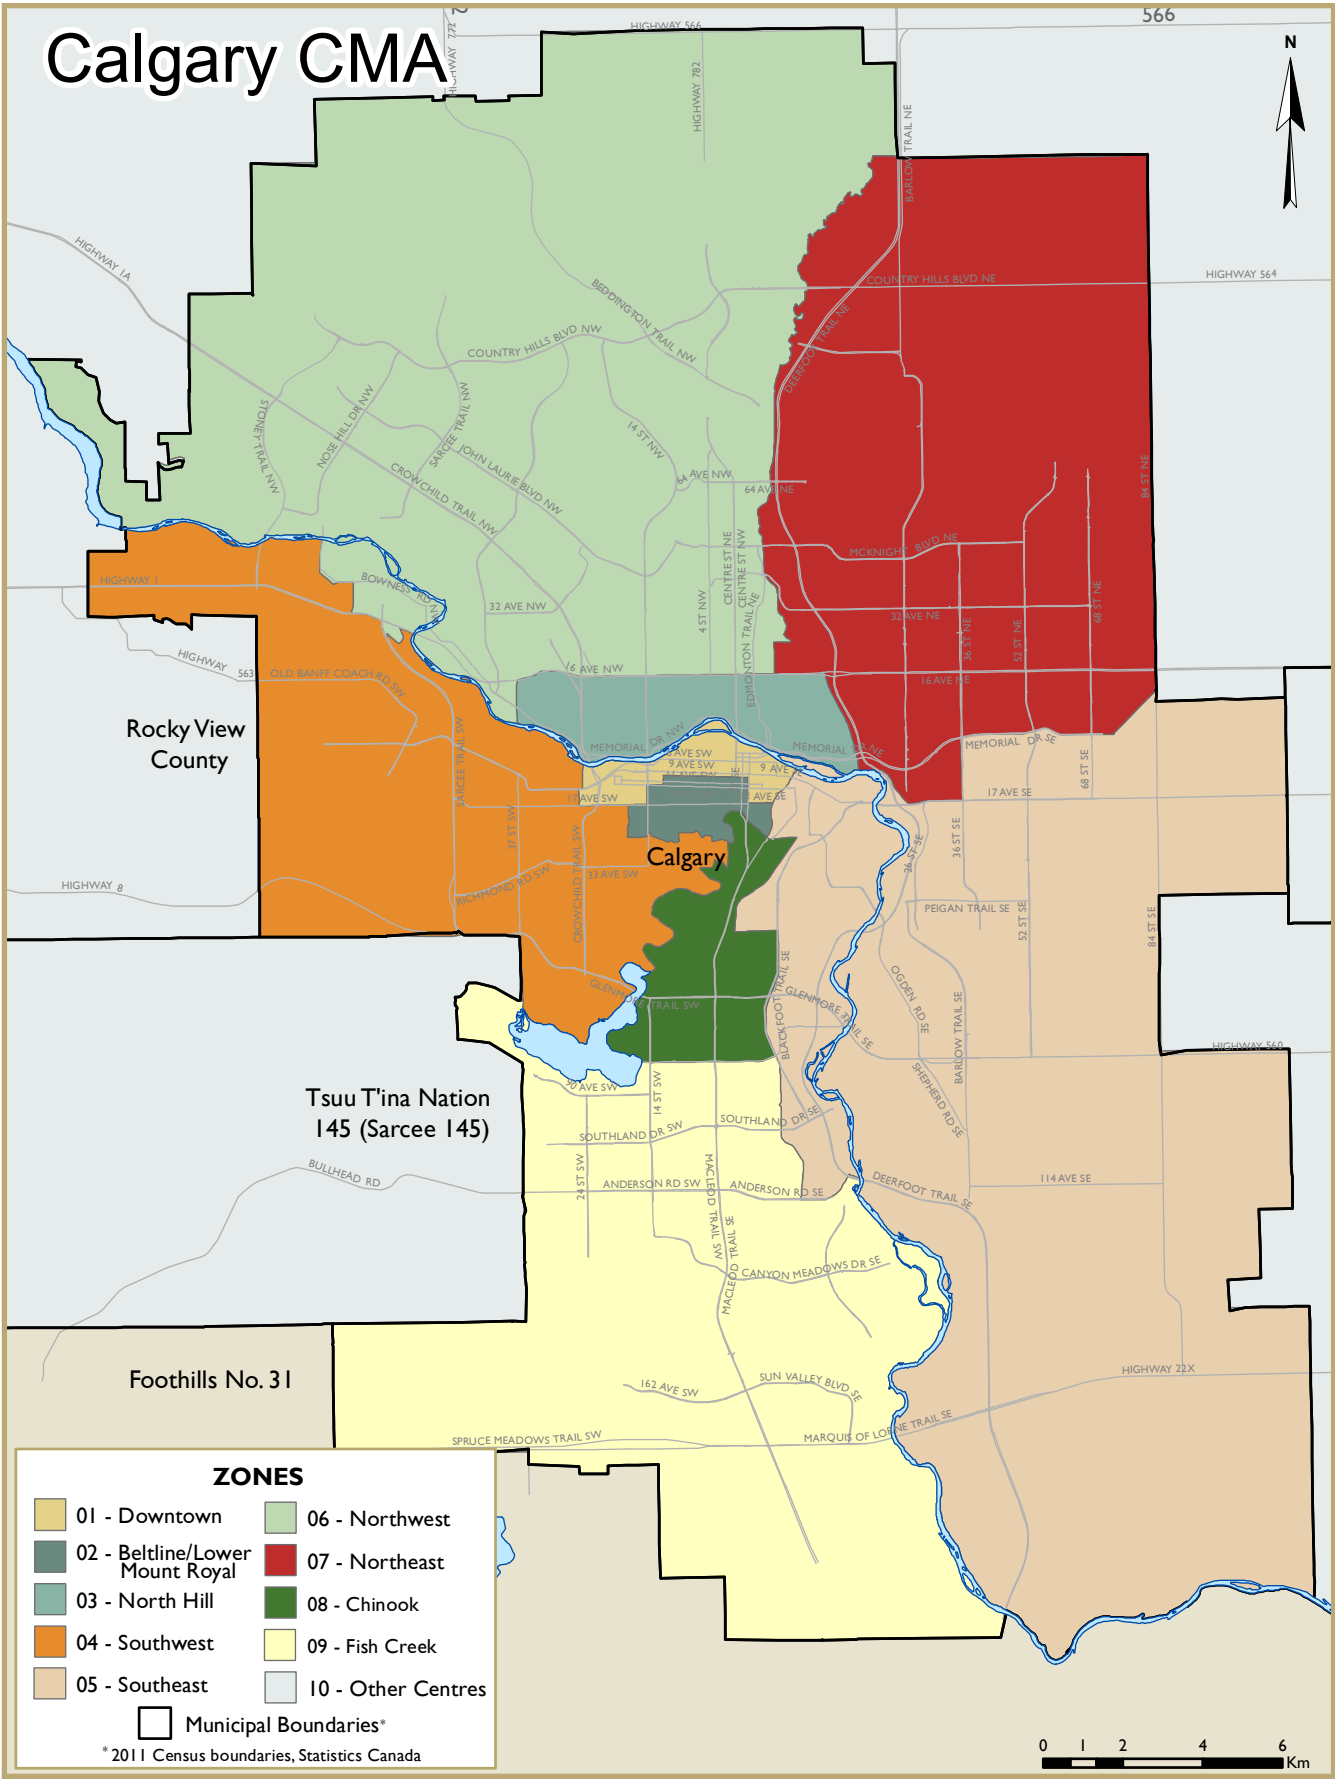 566
Calgary CMA
HIGHWAY 772
HIGHWAY 566
HIGHWAY 782
N
BARLOW TRAIL NE
HIGHWAY 1A
COUNTRY HILLS BLVD NE
HIGHWAY 564
BEDDINGTON TRAIL NW
COUNTRY HILLS BLVD NW
DEERFOOT TRAIL NE
STONEY TRAIL NW
NOSE HILL DR NW
SARCEE TRAIL NW
14 ST NW
JOHN LAURIE BLVD NW
CROWCHILD TRAIL NW
64 AVE NW
64 AVE NE
84 ST NE
MCKNIGHT BLVD NE
CENTRE ST NE
CENTRE ST NW
HIGHWAY 1
BOWNESS RD NW
32 AVE NW
4 ST NW
EDMONTON TRAIL NE
32 AVE NE
36 ST NE
52 ST NE
68 ST NE
HIGHWAY 563
OLD BANFF COACH RD SW
16 AVE NW
16 AVE NE
Rocky View
County
SARCEE TRAIL SW
MEMORIAL DR NW
MEMORIAL DR NE
MEMORIAL DR SE
AVE SW
9 AVE SW
9 AVE SE
17 AVE SW
AVE SE
17 AVE SE
68 ST SE
37 ST SW
CROWCHILD TRAIL SW
Calgary
33 AVE SW
26 ST SE
36 ST SE
HIGHWAY 8
RICHMOND RD SW
PEIGAN TRAIL SE
52 ST SE
84 ST SE
GLENMORE TRAIL SW
BLACKFOOT TRAIL SE
GLENMORE TRAIL SE
OGDEN RD SE
BARLOW TRAIL SE
HIGHWAY 560
SHEPHERD RD SE
Tsuu T'ina Nation
145 (Sarcee 145)
90 AVE SW
14 ST SW
SOUTHLAND DR SW
SOUTHLAND DR SE
BULLHEAD RD
24 ST SW
ANDERSON RD SW
ANDERSON RD SE
MACLEOD TRAIL SW
MACLEOD TRAIL SE
DEERFOOT TRAIL SE
114 AVE SE
CANYON MEADOWS DR SE
Foothills No. 31
162 AVE SW
SUN VALLEY BLVD SE
HIGHWAY 22X
SPRUCE MEADOWS TRAIL SW
MARQUIS OF LORNE TRAIL SE
ZONES
01 - Downtown
02 - Beltline/Lower
Mount Royal
03 - North Hill
04 - Southwest
05 - Southeast
06 - Northwest
07 - Northeast
08 - Chinook
09 - Fish Creek
10 - Other Centres
Municipal Boundaries*
* 2011 Census boundaries, Statistics Canada
0 1 2 4 6
Km